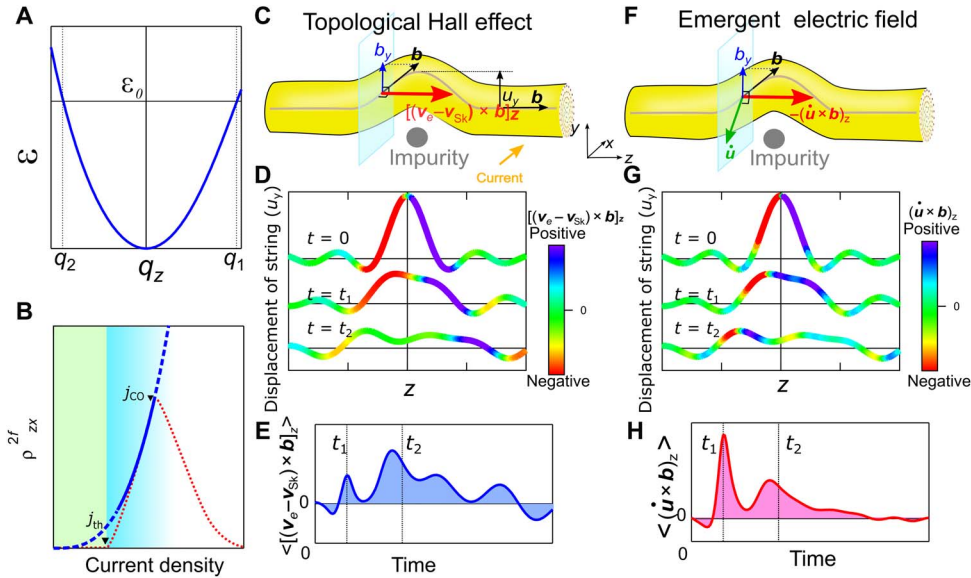 A
ε
ε0
q2
qz
q1
B
ρ2f zx
jCO
jth
Current density
C
Topological Hall effect
by
b
uy
b
[(ve−vSk) × b]z
Impurity
Current
y
x
z
D
Displacement of string (uy)
t = 0
t = t1
t = t2
z
[(ve−vSk) × b]z
Positive
0
Negative
E
<[(ve−vSk) × b]z>
t1
t2
0
0
Time
F
Emergent electric field
by
b
−(u̇ × b)z
u̇
Impurity
G
Displacement of string (uy)
t = 0
t = t1
t = t2
z
(u̇ × b)z
Positive
0
Negative
H
<(u̇ × b)z>
t1
t2
0
0
Time